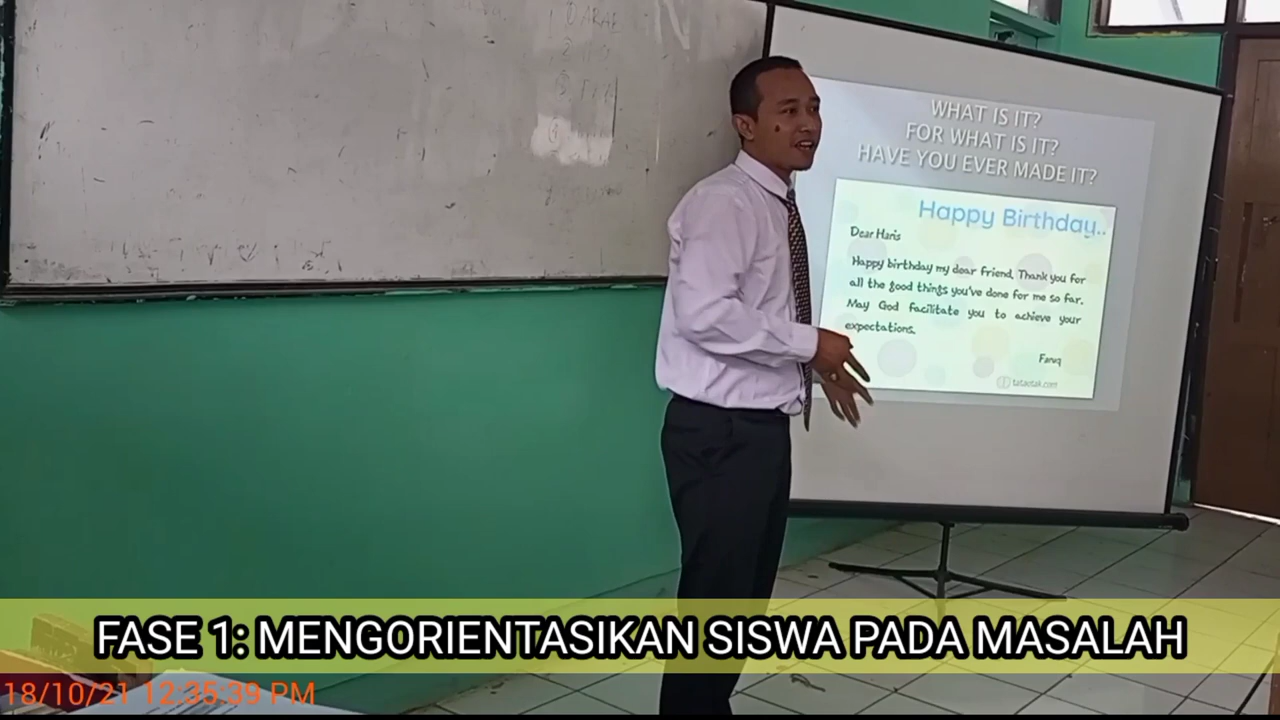 WHAT IS IT?
FOR WHAT IS IT?
HAVE YOU EVER MADE IT?
Happy Birthday..
Dear Haris
Happy birthday my dear friend. Thank you for
all the good things you've done for me so far.
May God facilitate you to achieve your
expectations.
Faruq
tataotak.com
FASE 1: MENGORIENTASIKAN SISWA PADA MASALAH
18/10/21 12:35:39 PM